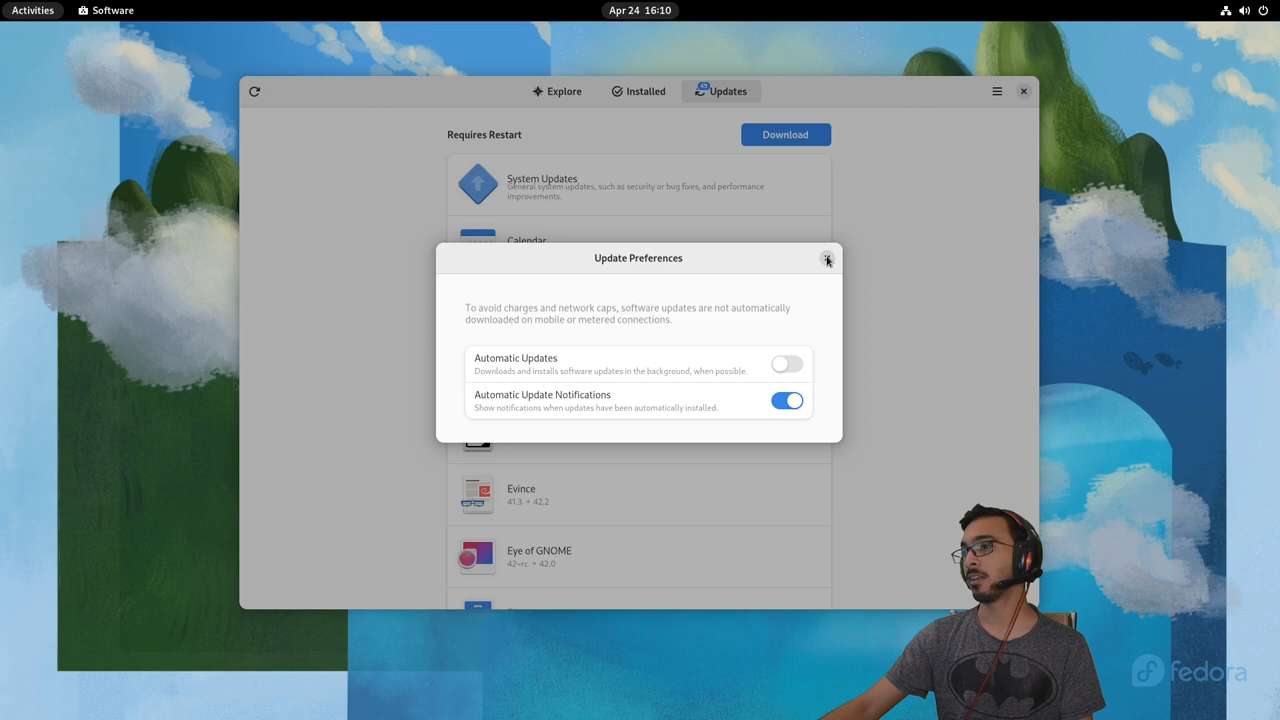 Activities
Software
Apr 24 16:10
Explore
Installed
Updates
Requires Restart
Download
System Updates
General system updates, such as security or bug fixes, and performance
improvements.
Calendar
Update Preferences
To avoid charges and network caps, software updates are not automatically
downloaded on mobile or metered connections.
Automatic Updates
Downloads and installs software updates in the background, when possible.
Automatic Update Notifications
Show notifications when updates have been automatically installed.
Evince
41.3 → 42.2
Eye of GNOME
42~rc → 42.0
fedora